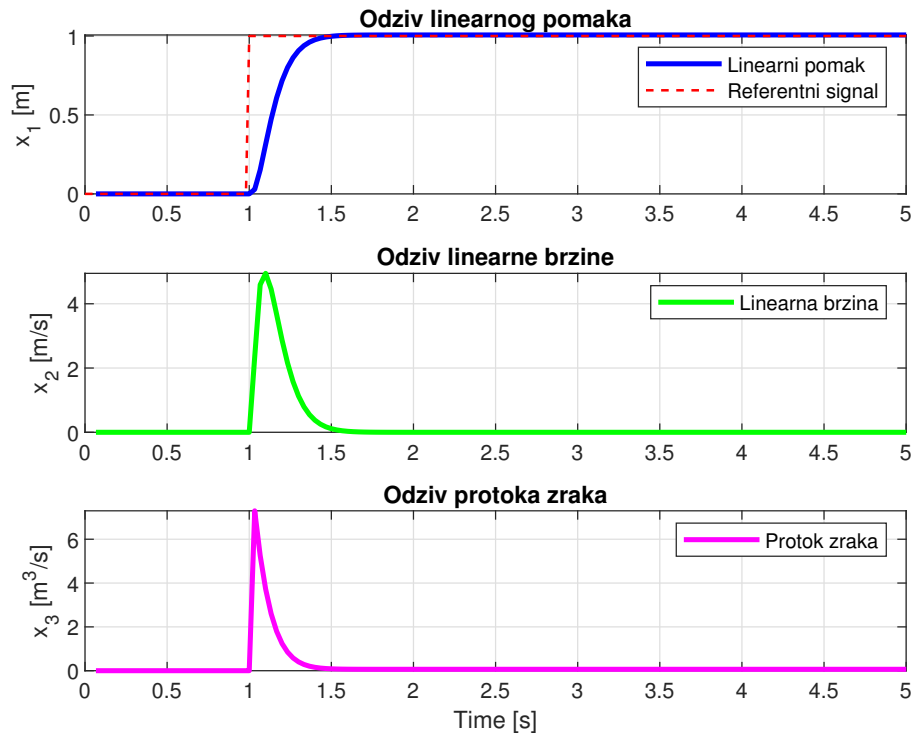 Odziv linearnog pomaka
1
0.5
0
x_1 [m]
Linearni pomak
Referentni signal
0 0.5 1 1.5 2 2.5 3 3.5 4 4.5 5
Odziv linearne brzine
4
2
0
x_2 [m/s]
Linearna brzina
0 0.5 1 1.5 2 2.5 3 3.5 4 4.5 5
Odziv protoka zraka
6
4
2
0
x_3 [m^3/s]
Protok zraka
0 0.5 1 1.5 2 2.5 3 3.5 4 4.5 5
Time [s]